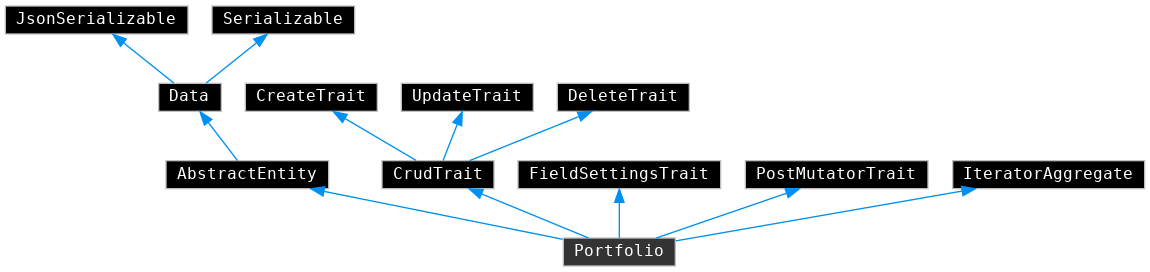 JsonSerializable
Serializable
Data
CreateTrait
UpdateTrait
DeleteTrait
AbstractEntity
CrudTrait
FieldSettingsTrait
PostMutatorTrait
IteratorAggregate
Portfolio